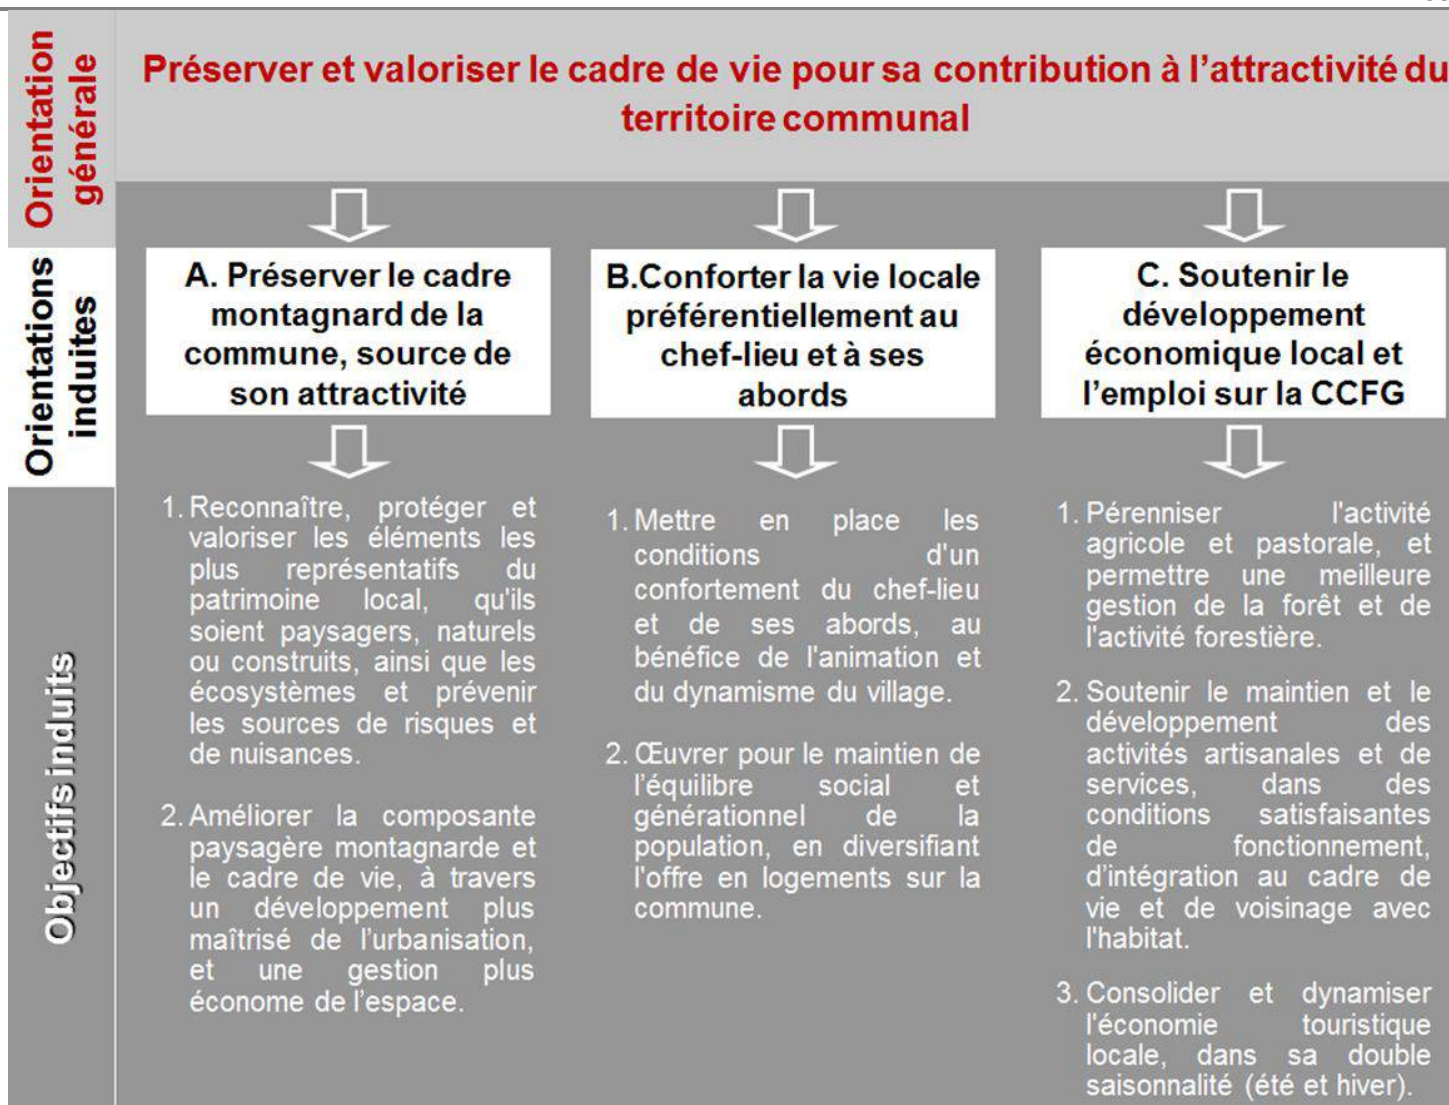 Orientation
générale
Préserver et valoriser le cadre de vie pour sa contribution à l'attractivité du
territoire communal
Orientations
induites
A. Préserver le cadre
montagnard de la
commune, source de
son attractivité
B.Conforter la vie locale
préférentiellement au
chef-lieu et à ses
abords
C. Soutenir le
développement
économique local et
l'emploi sur la CCFG
Objectifs induits
1. Reconnaître, protéger et
valoriser les éléments les
plus représentatifs du
patrimoine local, qu'ils
soient paysagers, naturels
ou construits, ainsi que les
écosystèmes et prévenir
les sources de risques et
de nuisances.
2. Améliorer la composante
paysagère montagnarde et
le cadre de vie, à travers
un développement plus
maîtrisé de l'urbanisation,
et une gestion plus
économe de l'espace.
1. Mettre en place les
conditions d'un
confortement du chef-lieu
et de ses abords, au
bénéfice de l'animation et
du dynamisme du village.
2. Œuvrer pour le maintien de
l'équilibre social et
générationnel de la
population, en diversifiant
l'offre en logements sur la
commune.
1. Pérenniser l'activité
agricole et pastorale, et
permettre une meilleure
gestion de la forêt et de
l'activité forestière.
2. Soutenir le maintien et le
développement des
activités artisanales et de
services, dans des
conditions satisfaisantes
de fonctionnement,
d'intégration au cadre de
vie et de voisinage avec
l'habitat.
3. Consolider et dynamiser
l'économie touristique
locale, dans sa double
saisonnalité (été et hiver).